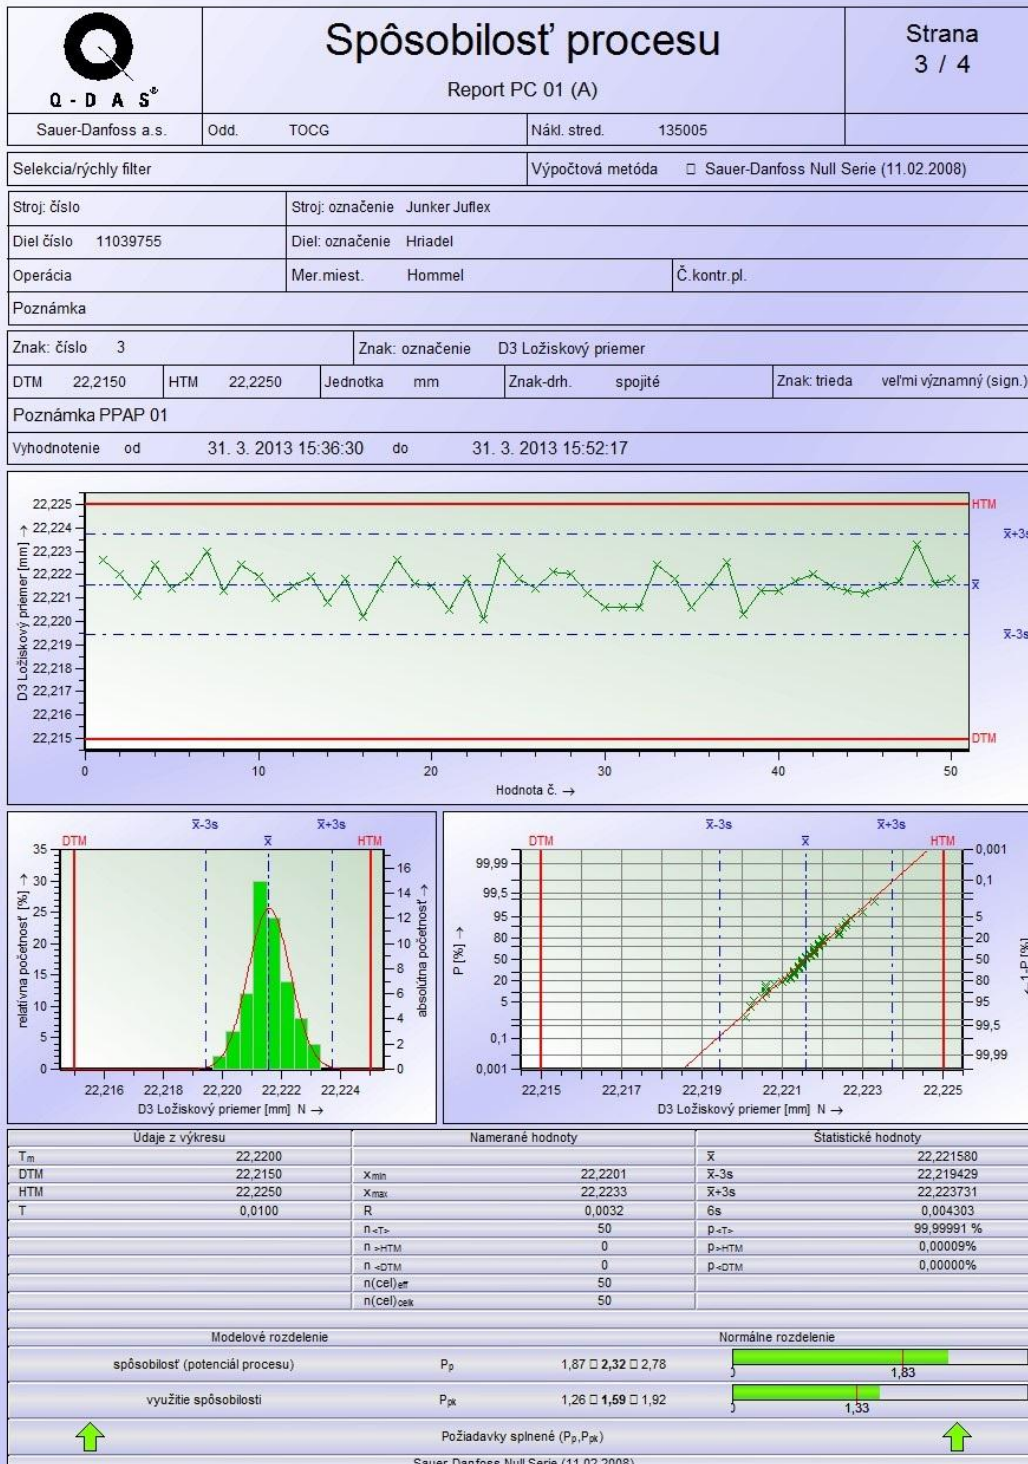 Spôsobilosť procesu
Report PC 01 (A)
Strana
3 / 4
Q-DAS®
Sauer-Danfoss a.s. Odd. TOCG Nákl. stred. 135005
Selekcia/rýchly filter Výpočtová metóda □ Sauer-Danfoss Null Serie (11.02.2008)
Stroj: číslo Stroj: označenie Junker Juflex
Diel číslo 11039755 Diel: označenie Hriadel
Operácia Mer.miest. Hommel Č.kontr.pl.
Poznámka
Znak: číslo 3 Znak: označenie D3 Ložiskový priemer
DTM 22,2150 HTM 22,2250 Jednotka mm Znak-drh. spojité Znak: trieda veľmi významný (sign.)
Poznámka PPAP 01
Vyhodnotenie od 31. 3. 2013 15:36:30 do 31. 3. 2013 15:52:17
D3 Ložiskový priemer [mm] →
22,225
22,224
22,223
22,222
22,221
22,220
22,219
22,218
22,217
22,216
22,215
HTM
x̅+3s
x̅
x̅-3s
DTM
0 10 20 30 40 50
Hodnota č. →
x̅-3s x̅+3s
DTM x̅ HTM
relatívna početnosť [%] →
35
30
25
20
15
10
5
0
absolútna početnosť →
16
14
12
10
8
6
4
2
0
22,216 22,218 22,220 22,222 22,224
D3 Ložiskový priemer [mm] N →
x̅-3s x̅+3s
DTM x̅ HTM
P [%] →
99,99
99,5
95
80
50
20
5
0,1
0,001
← 1-P [%]
0,001
0,1
5
20
50
80
95
99,5
99,99
22,215 22,217 22,219 22,221 22,223 22,225
D3 Ložiskový priemer [mm] N →
Údaje z výkresu Namerané hodnoty Štatistické hodnoty
Tm 22,2200 x̅ 22,221580
DTM 22,2150 xmin 22,2201 x̅-3s 22,219429
HTM 22,2250 xmax 22,2233 x̅+3s 22,223731
T 0,0100 R 0,0032 6s 0,004303
n<T> 50 p<T> 99,99991 %
n>HTM 0 p>HTM 0,00009%
n<DTM 0 p<DTM 0,00000%
n(cel)eff 50
n(cel)celk 50
Modelové rozdelenie Normálne rozdelenie
spôsobilosť (potenciál procesu) Pp 1,87 □ 2,32 □ 2,78 1,83
využitie spôsobilosti Ppk 1,26 □ 1,59 □ 1,92 1,33
Požiadavky splnené (Pp,Ppk)
Sauer-Danfoss Null Serie (11.02.2008)